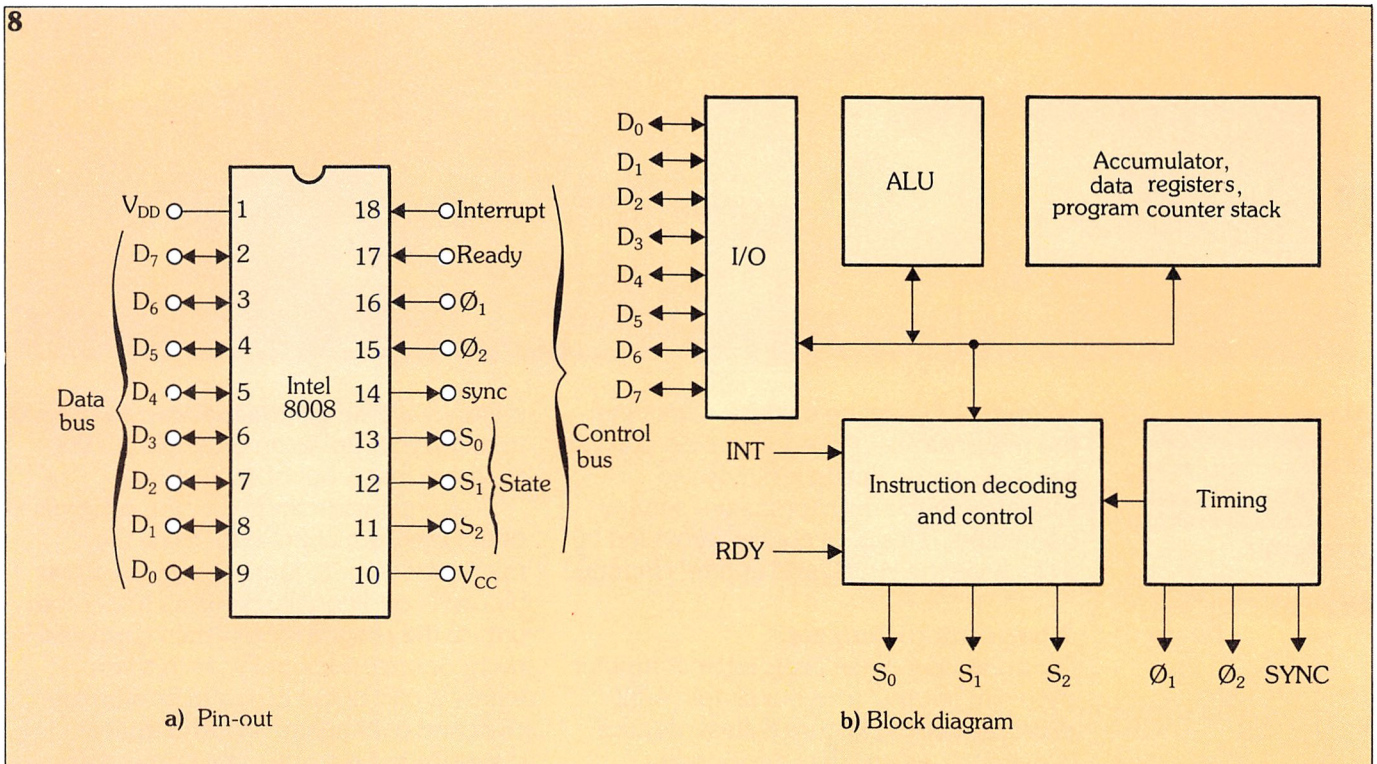 8
V_DD 1
D₇ 2
D₆ 3
D₅ 4
D₄ 5
D₃ 6
D₂ 7
D₁ 8
D₀ 9
Data
bus
Intel
8008
18 Interrupt
17 Ready
16 Ø₁
15 Ø₂
14 sync
13 S₀
12 S₁
11 S₂
10 V_CC
State
Control
bus
a) Pin-out
D₀
D₁
D₂
D₃
D₄
D₅
D₆
D₇
I/O
ALU
Accumulator,
data registers,
program counter stack
INT
RDY
Instruction decoding
and control
Timing
S₀ S₁ S₂ Ø₁ Ø₂ SYNC
b) Block diagram